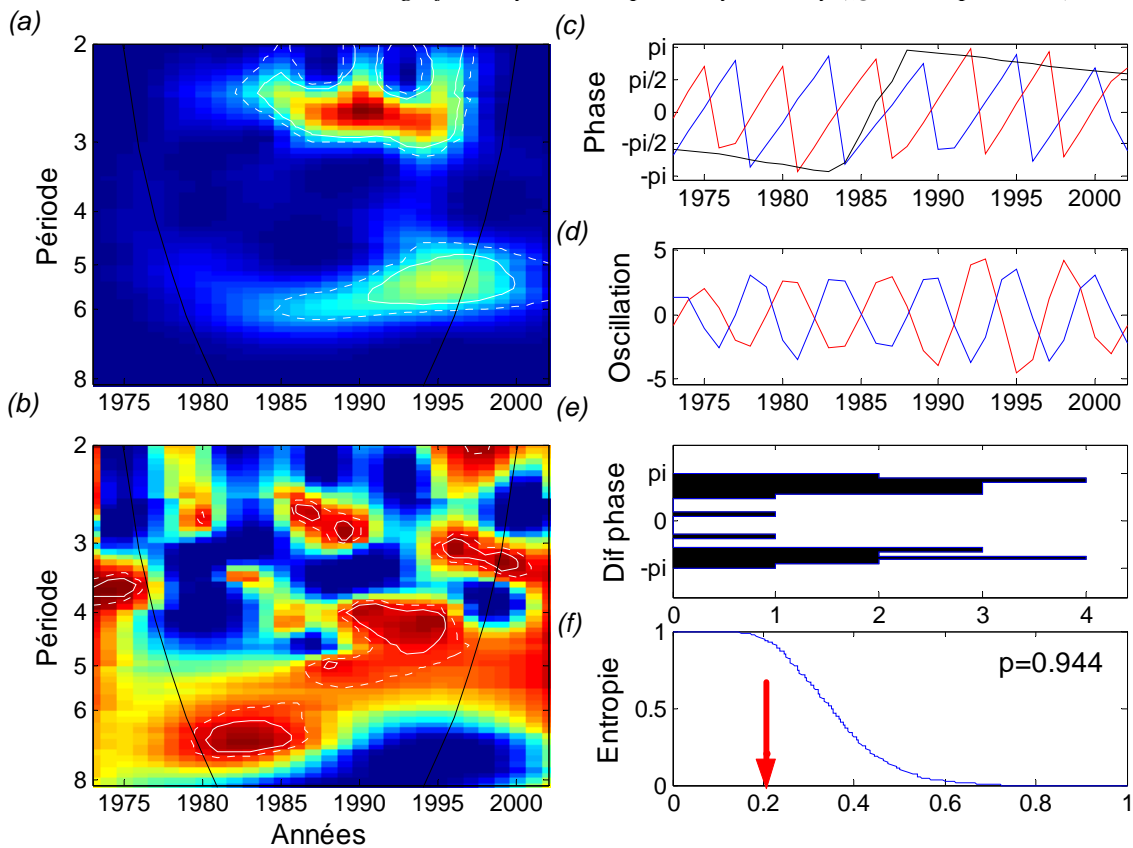 (a)
2
3
4
5
6
8
Période
1975 1980 1985 1990 1995 2000
(b)
2
3
4
5
6
8
Période
1975 1980 1985 1990 1995 2000
Années
(c)
pi
pi/2
0
-pi/2
-pi
Phase
1975 1980 1985 1990 1995 2000
(d)
5
0
-5
Oscillation
1975 1980 1985 1990 1995 2000
(e)
pi
0
-pi
Dif phase
0 1 2 3 4
(f)
1
0.5
0
Entropie
p=0.944
0 0.2 0.4 0.6 0.8 1